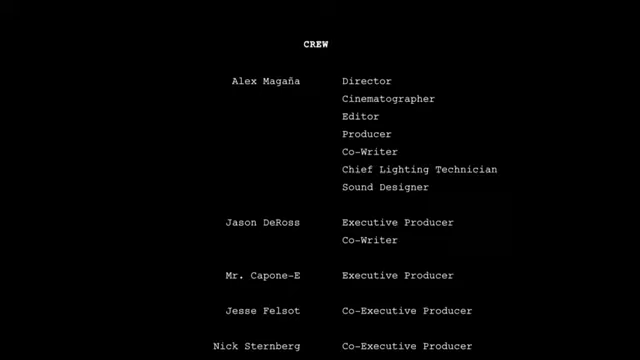 CREW
Alex Magaña Director
Cinematographer
Editor
Producer
Co-Writer
Chief Lighting Technician
Sound Designer
Jason DeRoss Executive Producer
Co-Writer
Mr. Capone-E Executive Producer
Jesse Felsot Co-Executive Producer
Nick Sternberg Co-Executive Producer